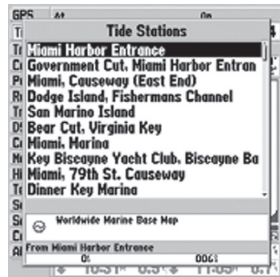 GPS At On
Tide Stations
Miami Harbor Entrance
Government Cut, Miami Harbor Entran
Miami, Causeway (East End)
Dodge Island, Fishermans Channel
San Marino Island
Bear Cut, Virginia Key
Miami, Marina
Key Biscayne Yacht Club, Biscayne Ba
Miami, 79th St. Causeway
Dinner Key Marina
Worldwide Marine Base Map
From Miami Harbor Entrance